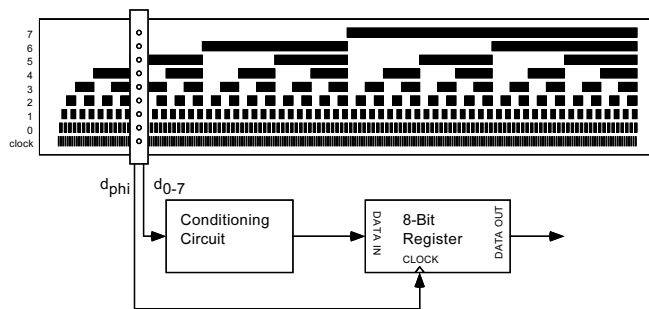 7
6
5
4
3
2
1
0
clock
dphi
d0-7
Conditioning
Circuit
DATA IN
8-Bit
Register
CLOCK
DATA OUT